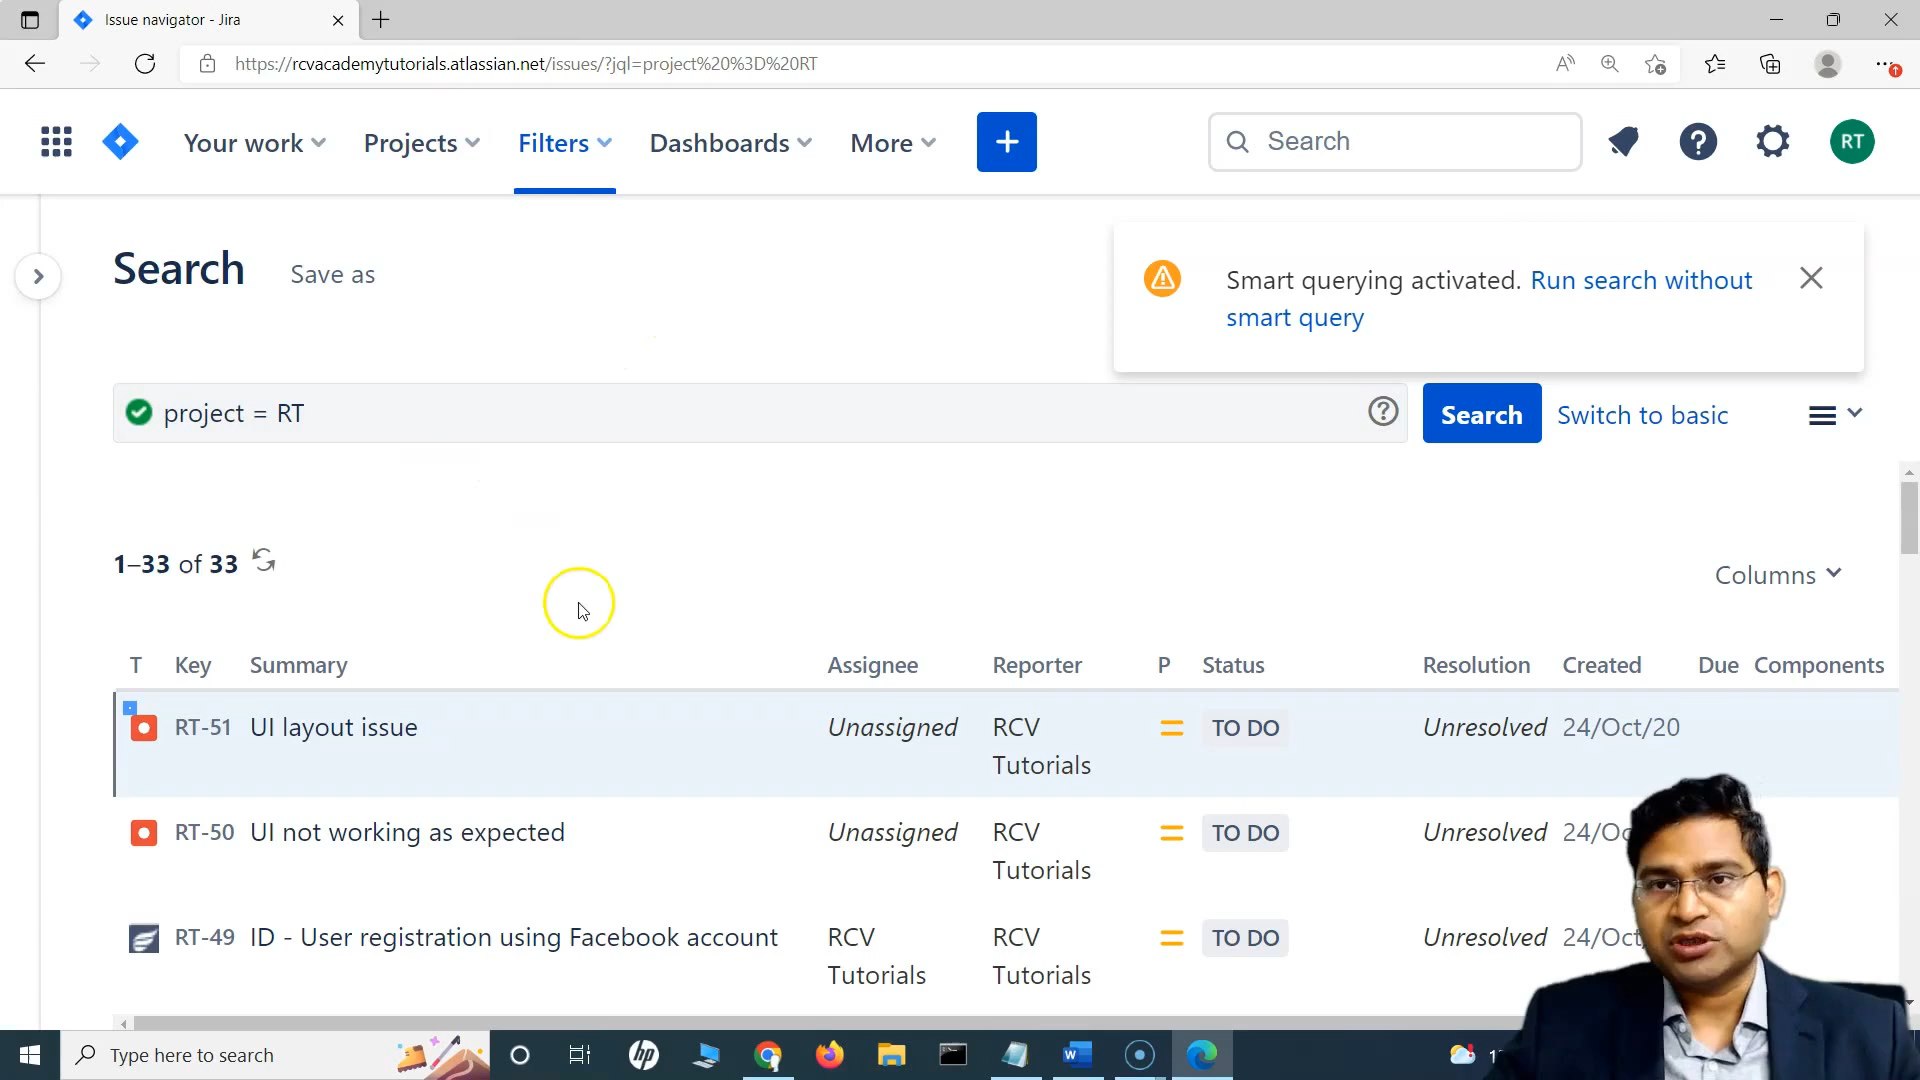 Issue navigator - Jira
https://rcvacademytutorials.atlassian.net/issues/?jql=project%20%3D%20RT
Your work Projects Filters Dashboards More + Search ? RT
Search Save as
Smart querying activated. Run search without
smart query
project = RT ? Search Switch to basic
1–33 of 33
Columns
T Key Summary Assignee Reporter P Status Resolution Created Due Components
RT-51 UI layout issue Unassigned RCV Tutorials TO DO Unresolved 24/Oct/20
RT-50 UI not working as expected Unassigned RCV Tutorials TO DO Unresolved
RT-49 ID - User registration using Facebook account RCV Tutorials RCV Tutorials TO DO Unresolved
Type here to search